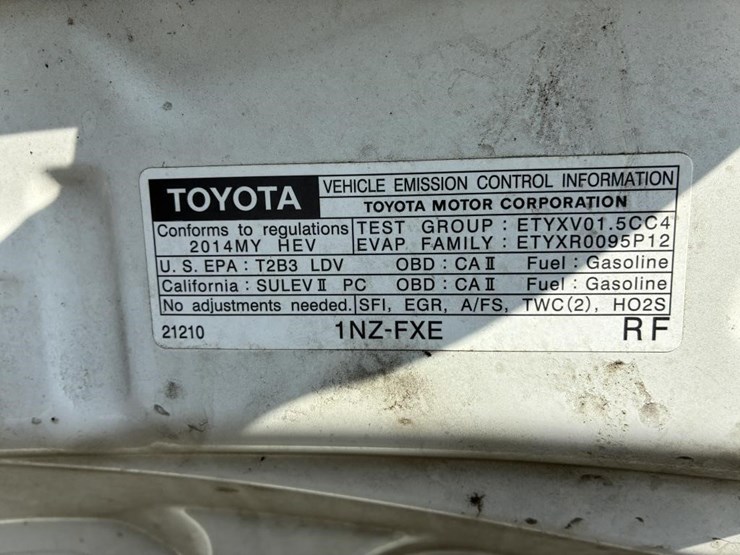 TOYOTA VEHICLE EMISSION CONTROL INFORMATION
TOYOTA MOTOR CORPORATION
Conforms to regulations TEST GROUP : ETYXV01.5CC4
2014MY HEV EVAP. FAMILY : ETYXR0095P12
U. S. EPA : T2B3 LDV OBD : CA II Fuel : Gasoline
California : SULEV II PC OBD : CA II Fuel : Gasoline
No adjustments needed. SFI, EGR, A/FS, TWC(2), HO2S
21210 1NZ-FXE RF